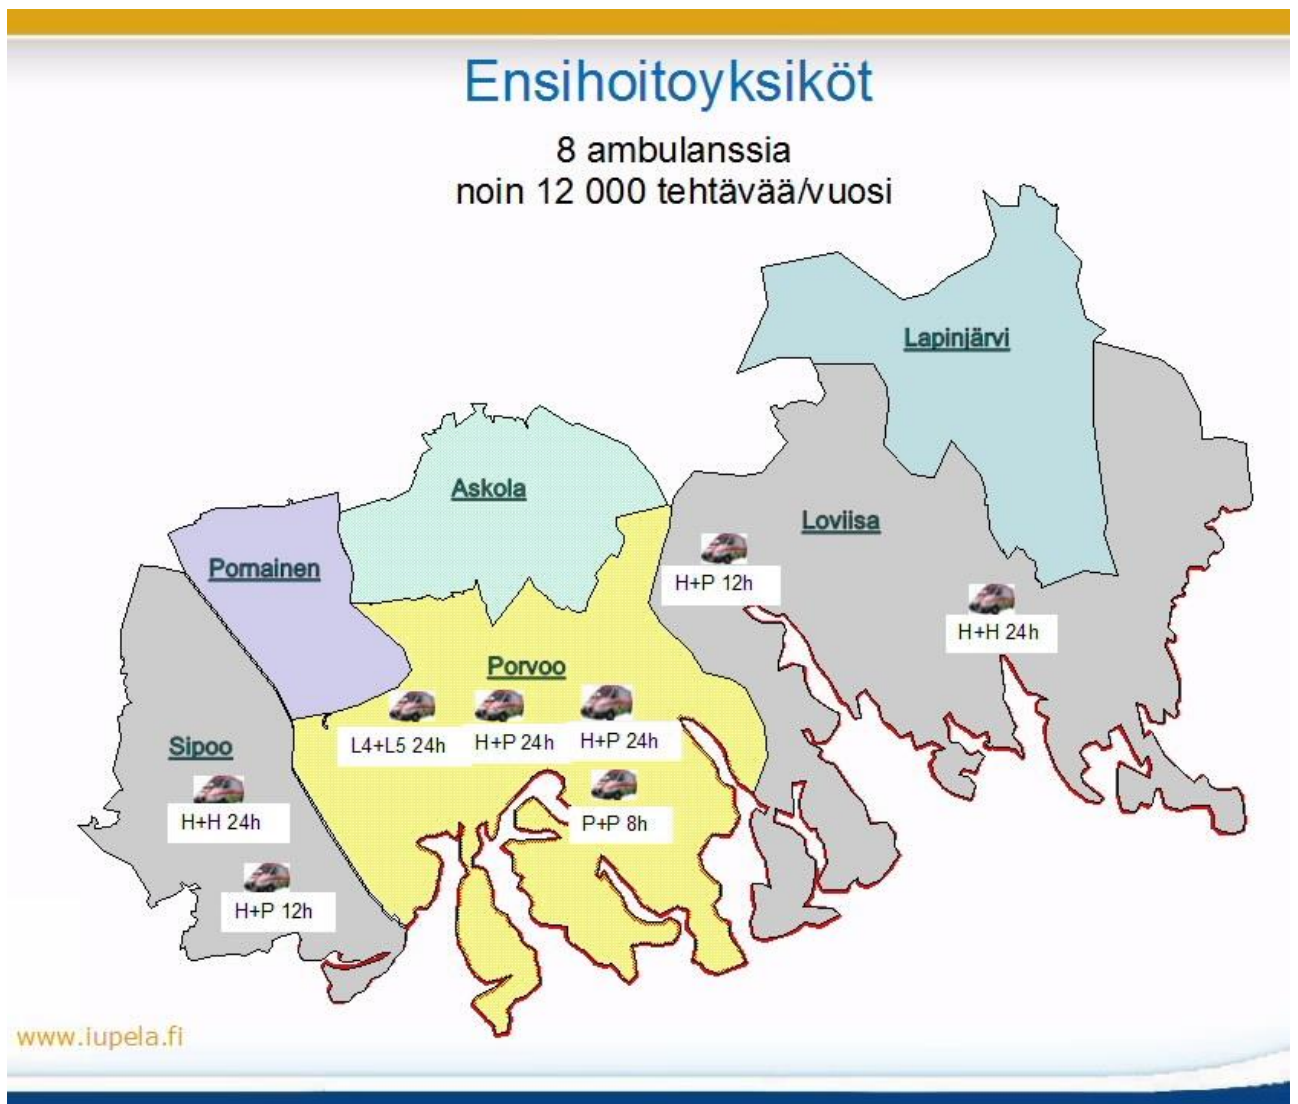 Ensihoitoyksiköt
8 ambulanssia
noin 12 000 tehtävää/vuosi
Lapinjärvi
Askola
Loviisa
Pornainen
H+P 12h
H+H 24h
Porvoo
L4+L5 24h
H+P 24h
H+P 24h
Sipoo
H+H 24h
P+P 8h
H+P 12h
www.iupela.fi